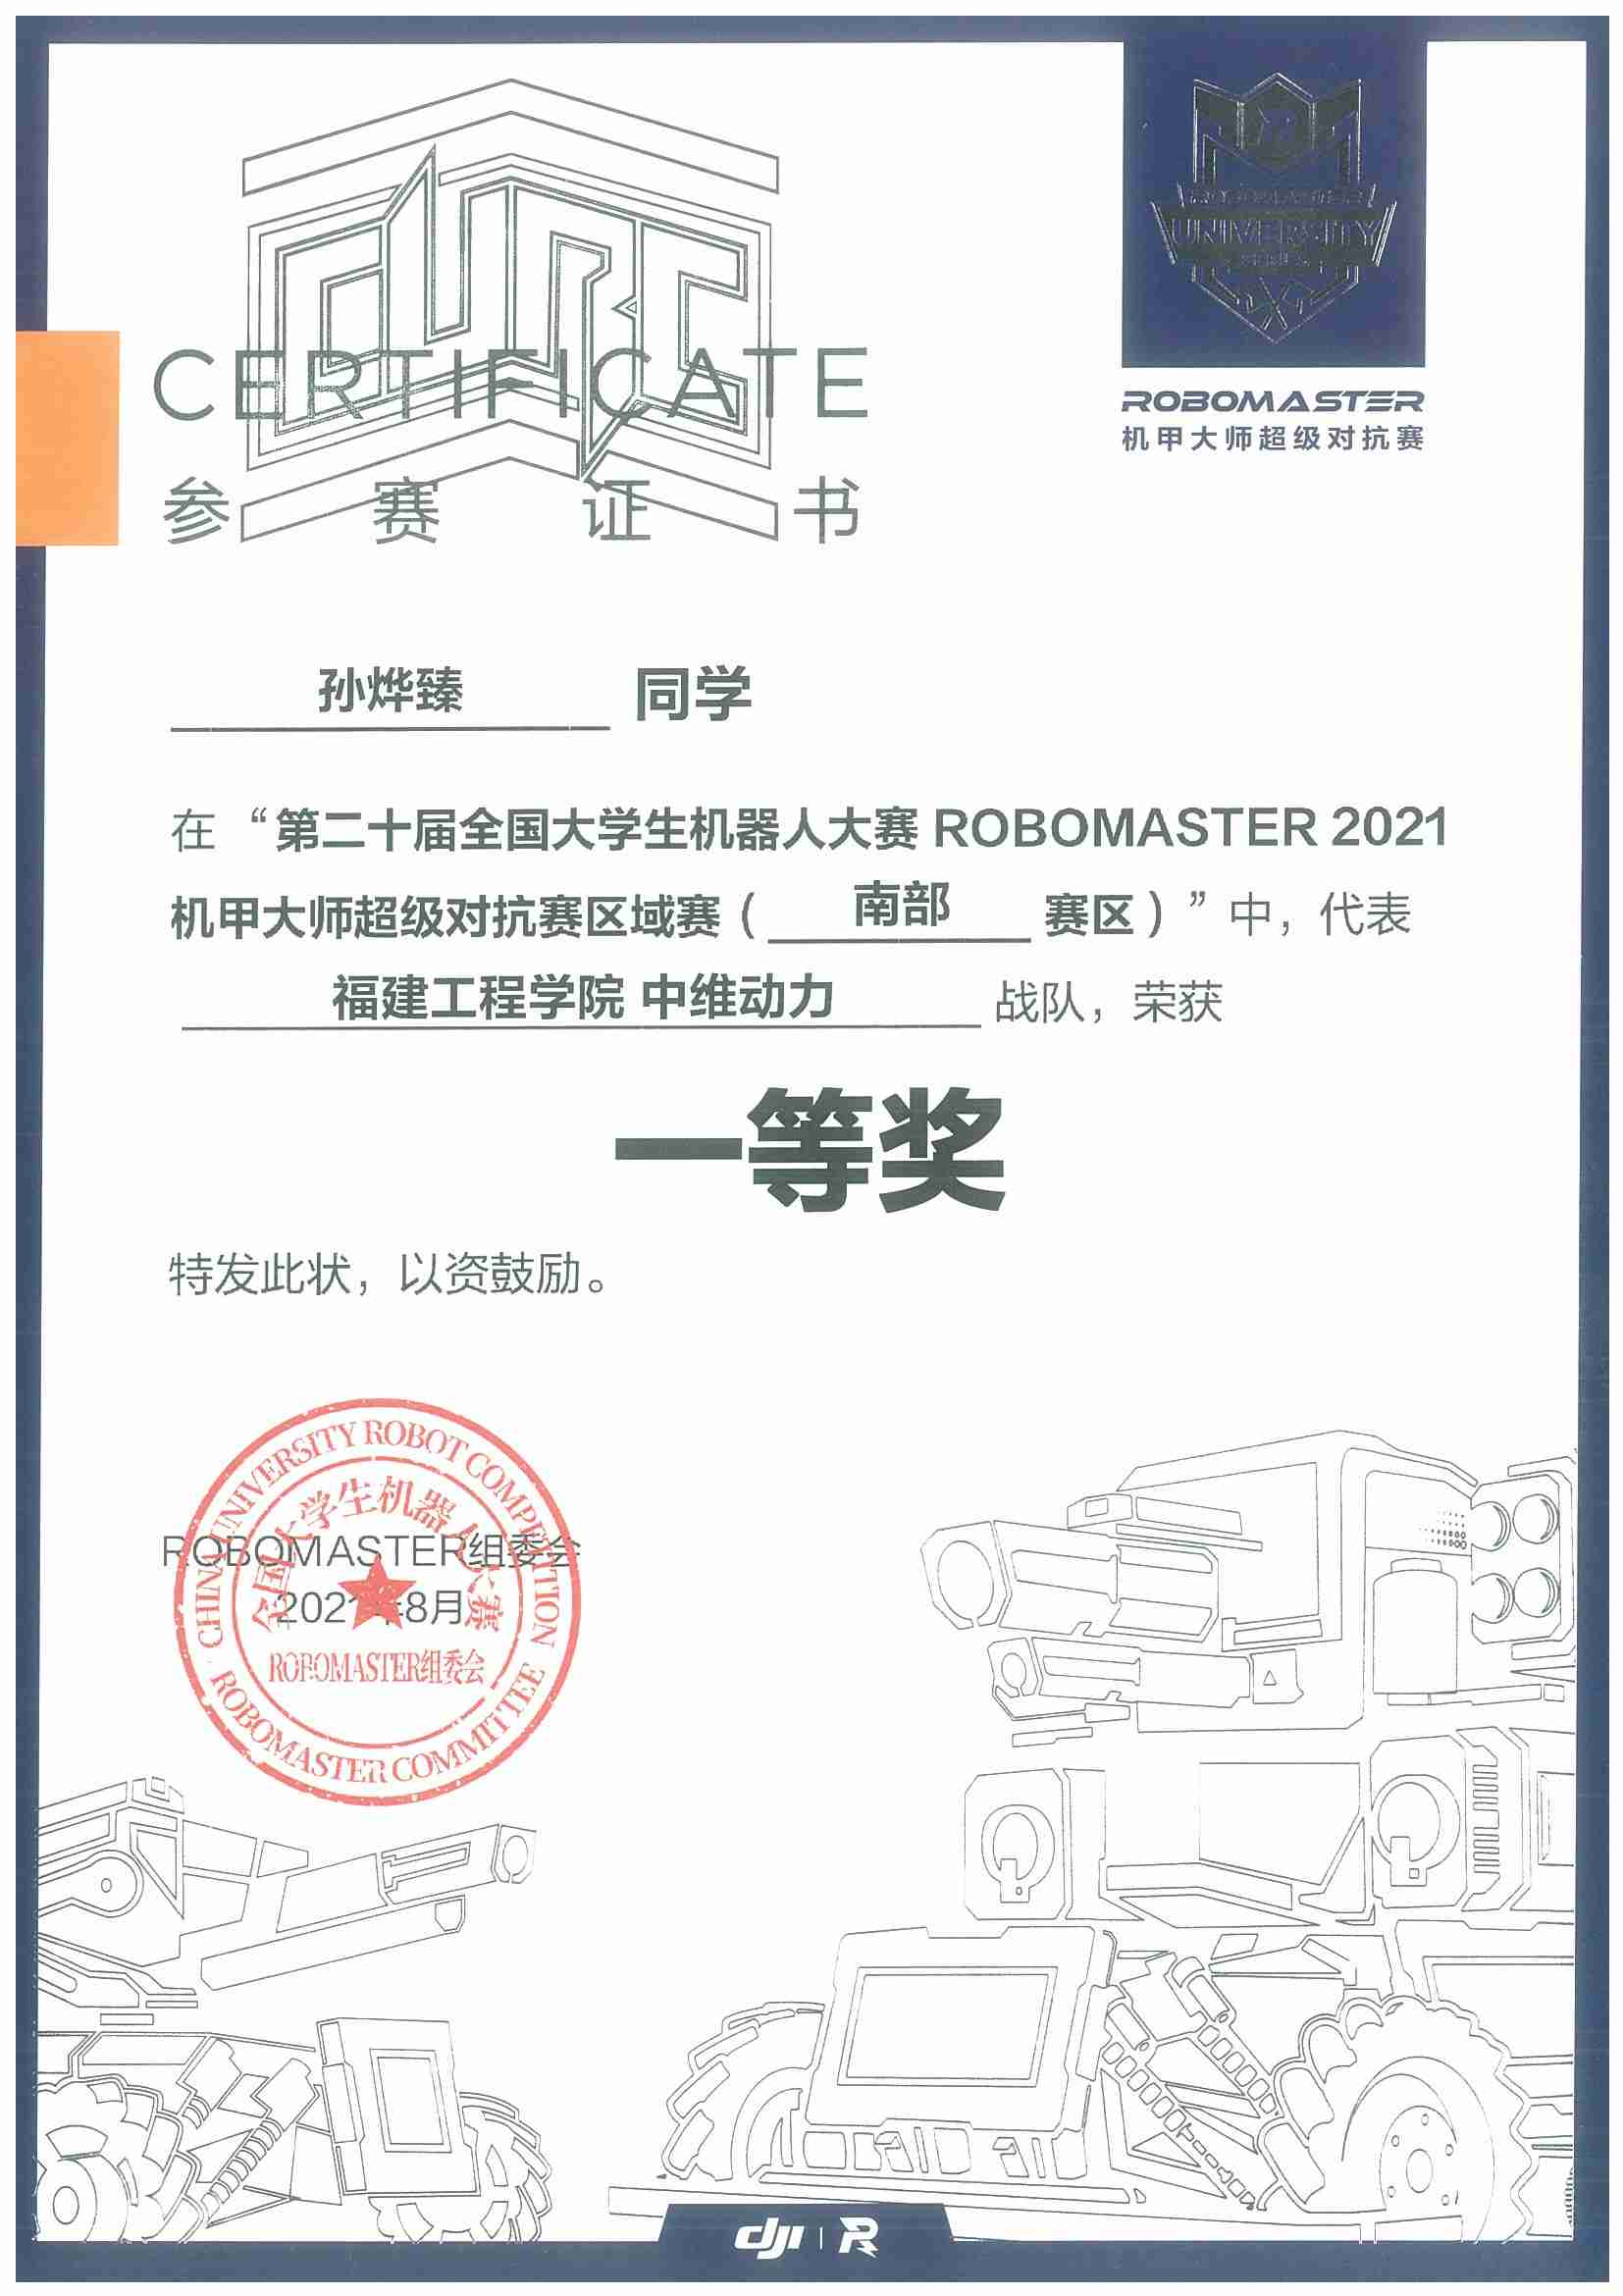 CURC
CERTIFICATE
参赛证书
UNIVERSITY
ROBOMASTER
机甲大师超级对抗赛
孙烨臻 同学
在“第二十届全国大学生机器人大赛 ROBOMASTER 2021
机甲大师超级对抗赛区域赛（南部赛区）”中，代表
福建工程学院 中维动力 战队，荣获
一等奖
特发此状，以资鼓励。
CHINA UNIVERSITY ROBOT COMPETITION
全国大学生机器人大赛
ROBOMASTER组委会
2021年8月
ROBOMASTER组委会
ROBOMASTER COMMITTEE
dji